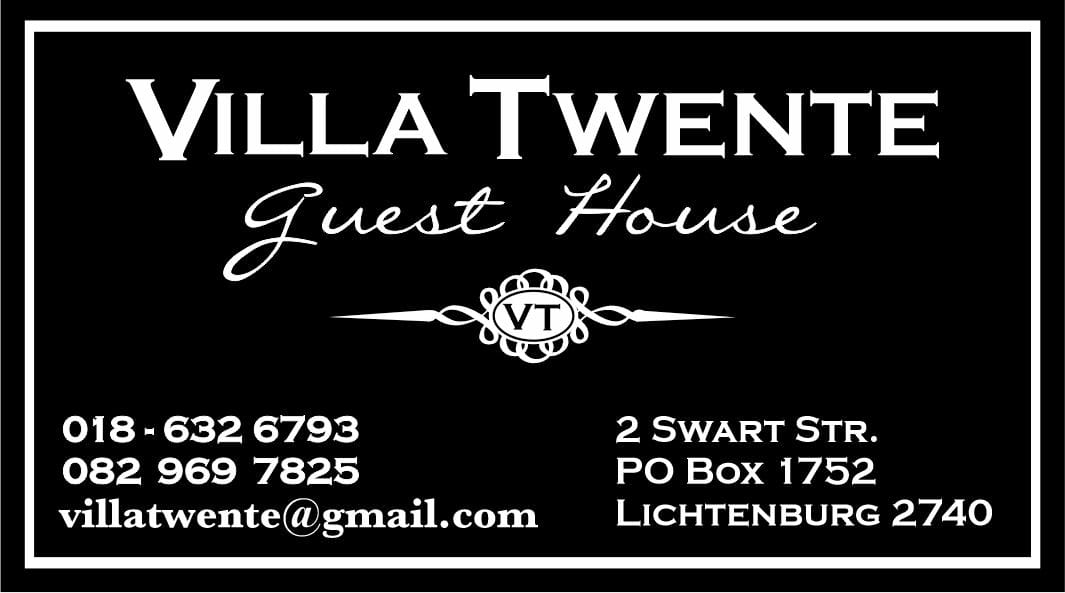 VILLA TWENTE
Guest House
VT
018 - 632 6793
082 969 7825
villatwente@gmail.com
2 SWART STR.
PO BOX 1752
LICHTENBURG 2740